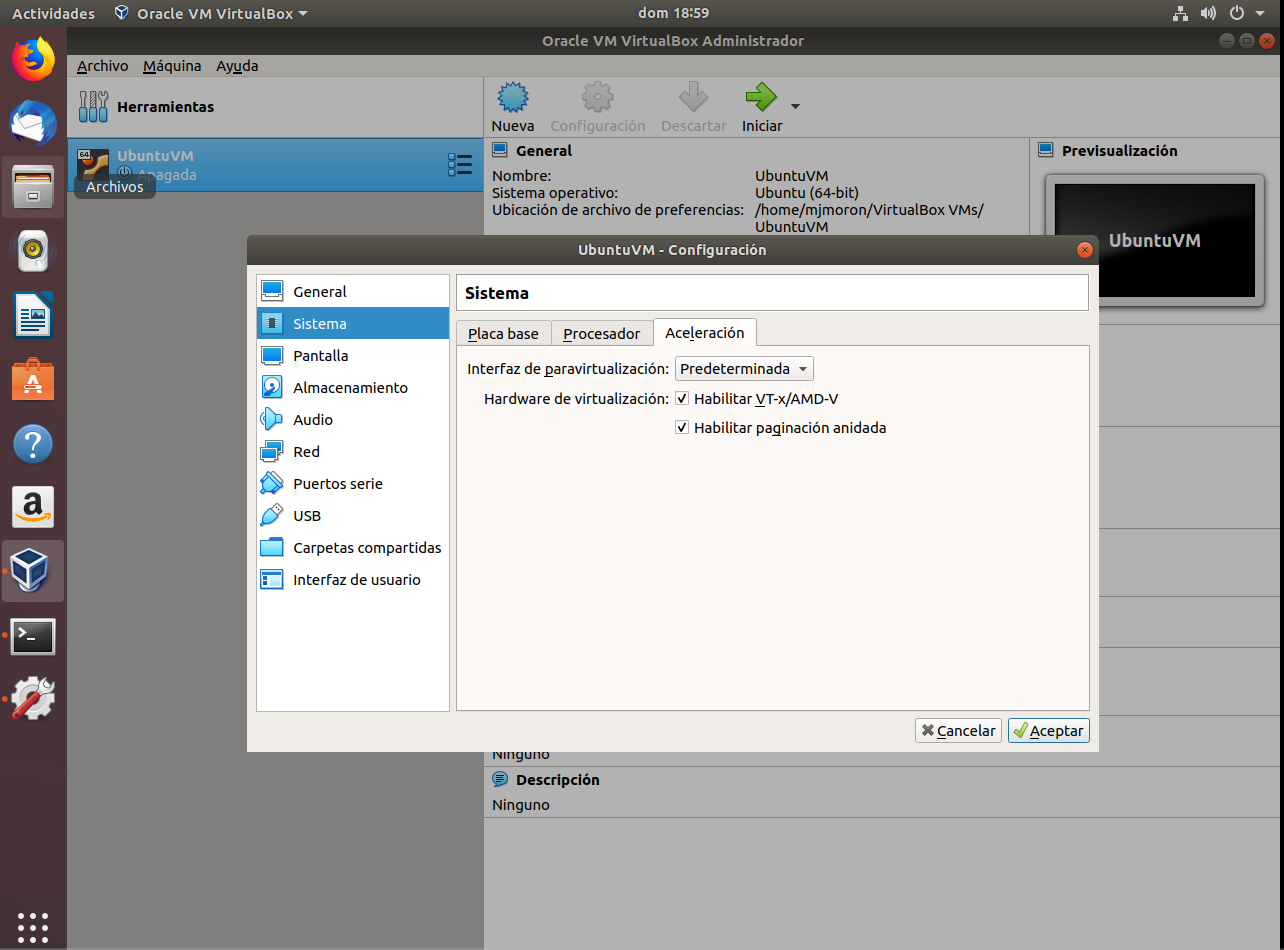 Actividades Oracle VM VirtualBox dom 18:59
Oracle VM VirtualBox Administrador
Archivo Máquina Ayuda
Herramientas
Nueva Configuración Descartar Iniciar
64 UbuntuVM
Apagada
Archivos
General
Nombre: UbuntuVM
Sistema operativo: Ubuntu (64-bit)
Ubicación de archivo de preferencias: /home/mjmoron/VirtualBox VMs/
UbuntuVM
Previsualización
UbuntuVM
UbuntuVM - Configuración
General
Sistema
Pantalla
Almacenamiento
Audio
Red
Puertos serie
USB
Carpetas compartidas
Interfaz de usuario
Sistema
Placa base Procesador Aceleración
Interfaz de paravirtualización: Predeterminada
Hardware de virtualización: Habilitar VT-x/AMD-V
Habilitar paginación anidada
Cancelar Aceptar
Ninguno
Descripción
Ninguno